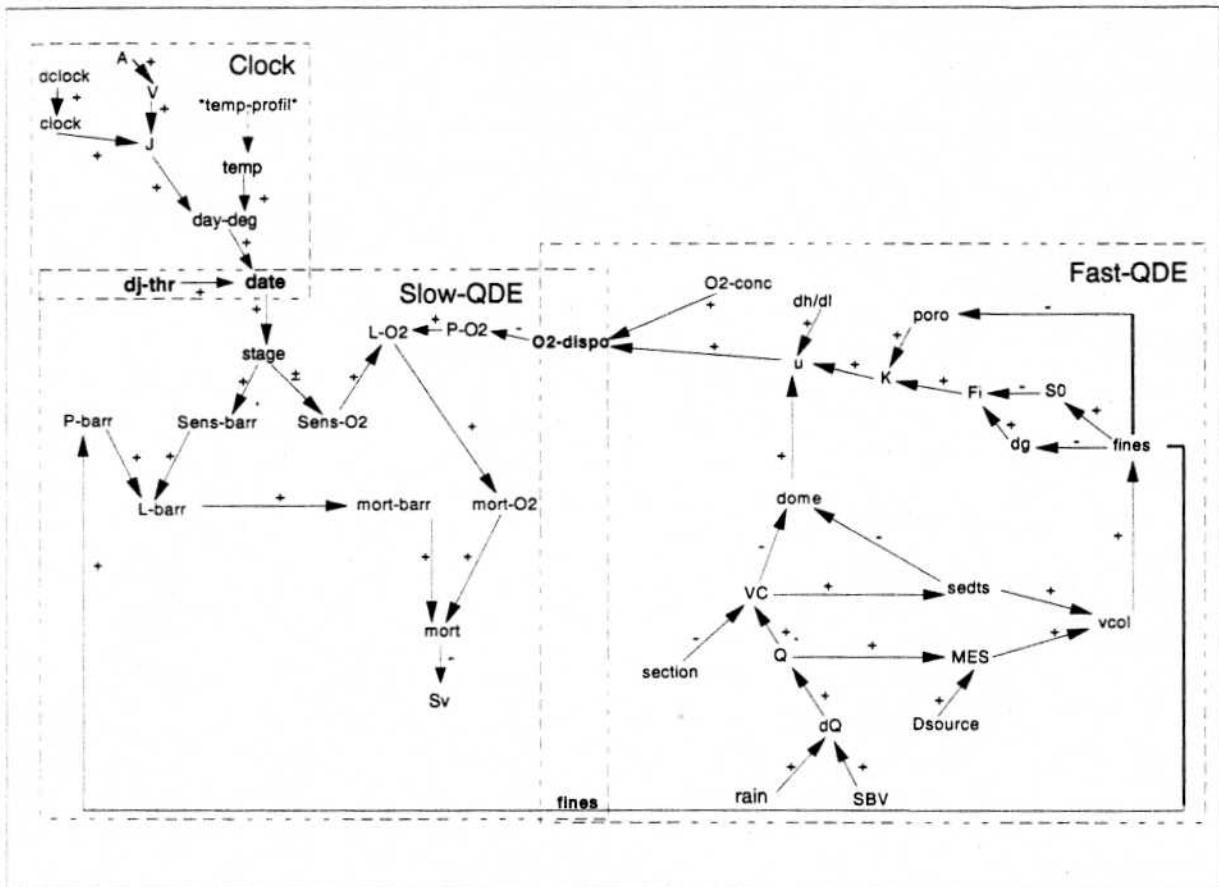 Clock
A
+
dclock
V
+
*temp-profil*
+
clock
J
+
temp
+
+
day-deg
+
dj-thr
+
date
Slow-QDE
Fast-QDE
+
O2-conc
dh/dl
poro
-
L-O2
+
P-O2
-
O2-dispo
+
+
+
stage
+
u
+
K
+
Fi
-
S0
+
±
+
Sens-barr
Sens-O2
P-barr
+
dg
-
+
fines
+
+
+
+
L-barr
+
mort-barr
mort-O2
dome
-
-
+
+
+
+
VC
+
sedts
+
vcol
mort
-
+
-
Q
+
MES
+
section
-
Sv
+
+
dQ
Dsource
+
+
rain
SBV
fines